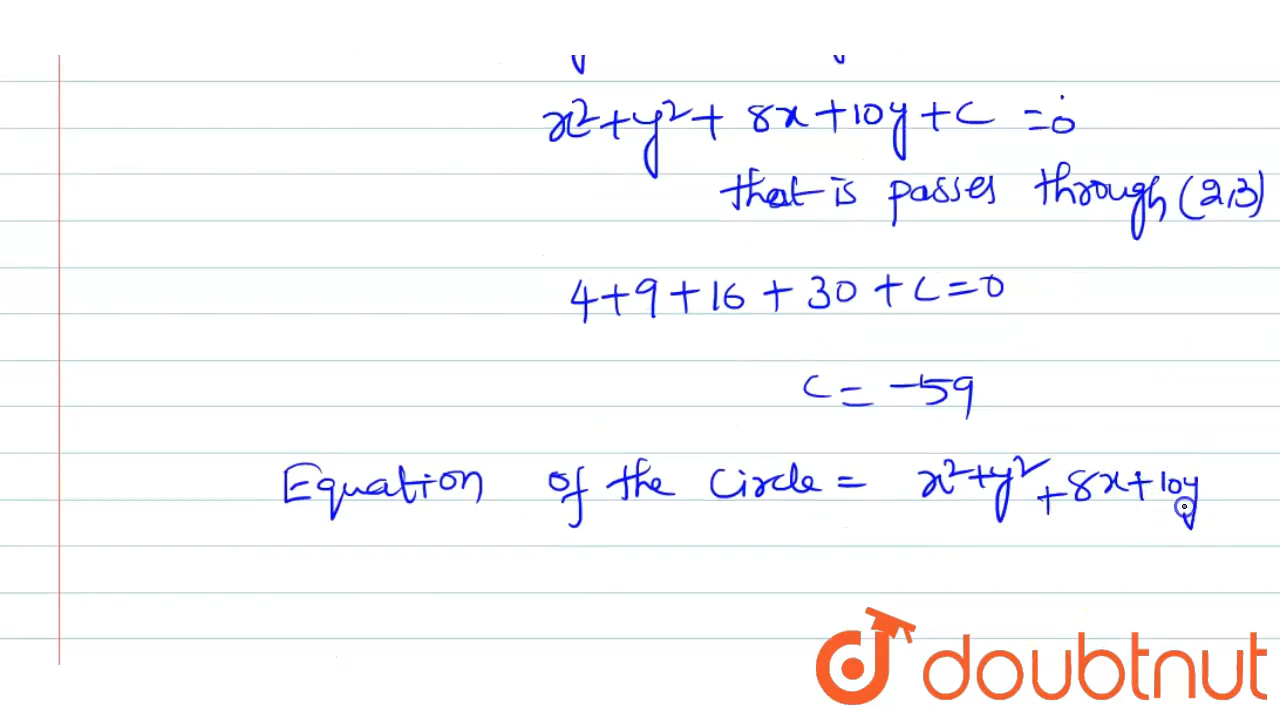 x²+y²+ 8x+10y+c =0
that is passes through (2,3)
4+9+16+30+c=0
c= -59
Equation of the circle = x²+y²+8x+10y
doubtnut